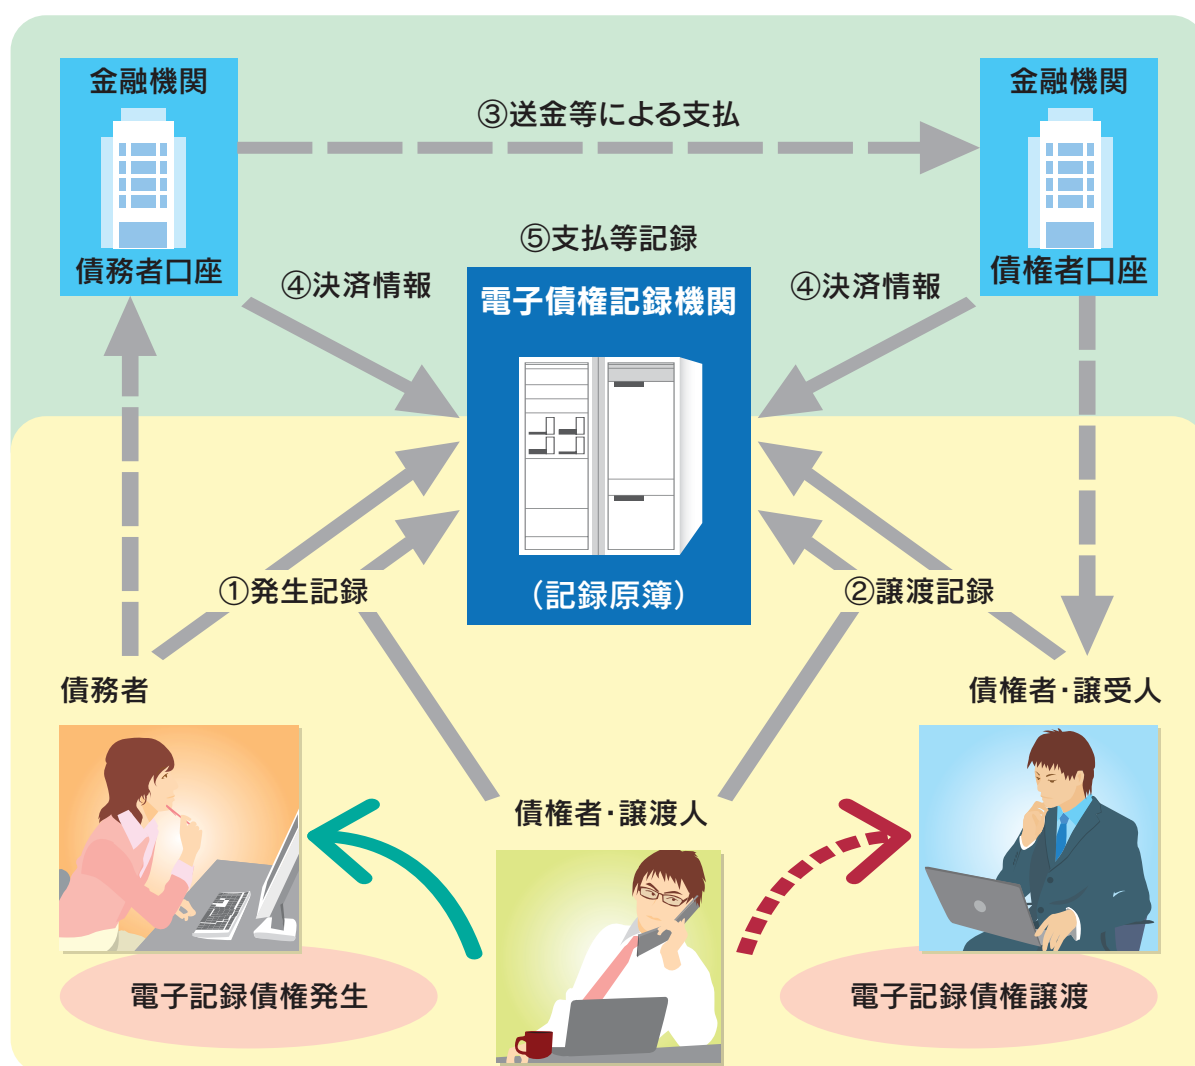 金融機関
金融機関
③送金等による支払
⑤支払等記録
債務者口座
債権者口座
④決済情報
④決済情報
電子債権記録機関
①発生記録
(記録原簿)
②譲渡記録
債務者
債権者・譲受人
債権者・譲渡人
電子記録債権発生
電子記録債権譲渡